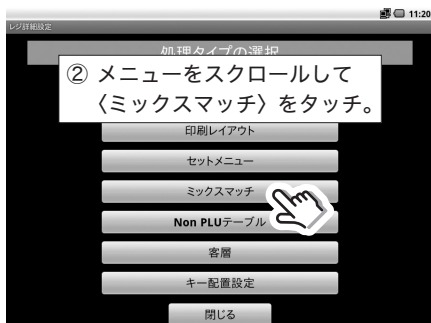 11:20
レジ詳細設定
処理タイプの選択
② メニューをスクロールして
〈ミックスマッチ〉をタッチ。
印刷レイアウト
セットメニュー
ミックスマッチ
Non PLUテーブル
客層
キー配置設定
閉じる